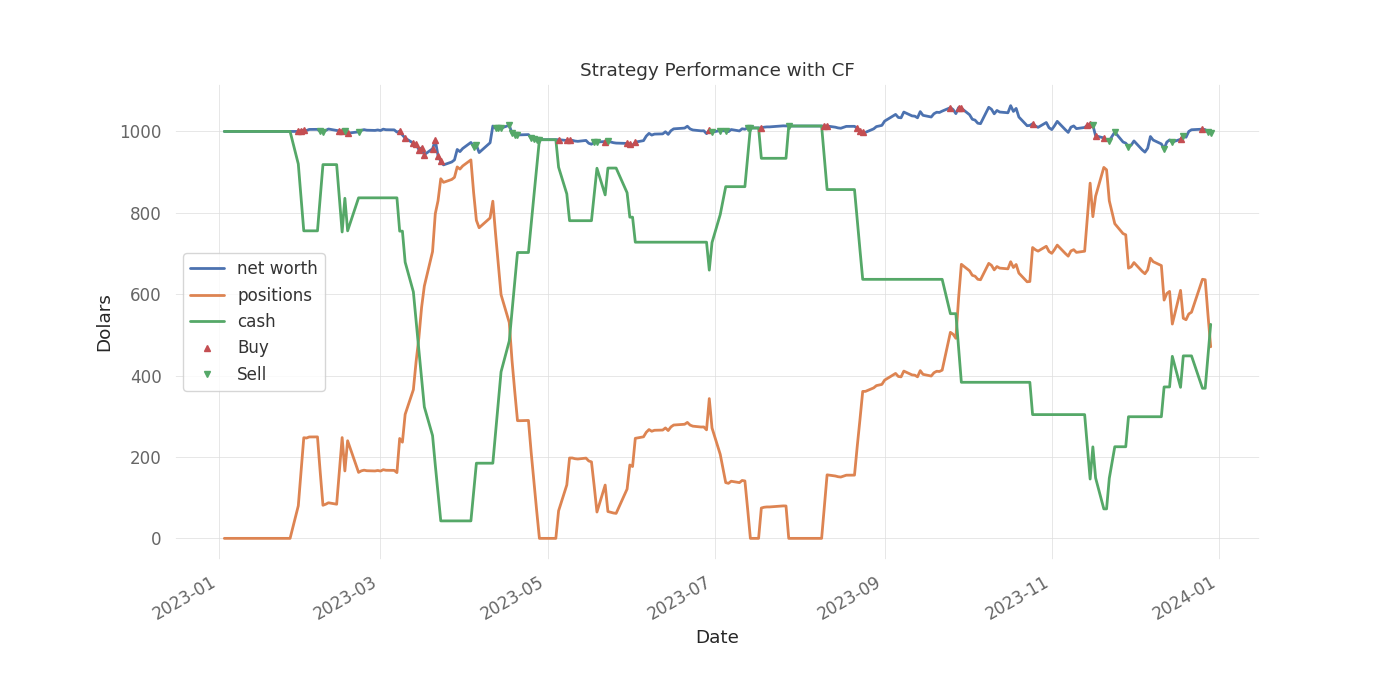 Strategy Performance with CF
1000
800
600
400
200
0
Dolars
net worth
positions
cash
Buy
Sell
2023-01
2023-03
2023-05
2023-07
2023-09
2023-11
2024-01
Date